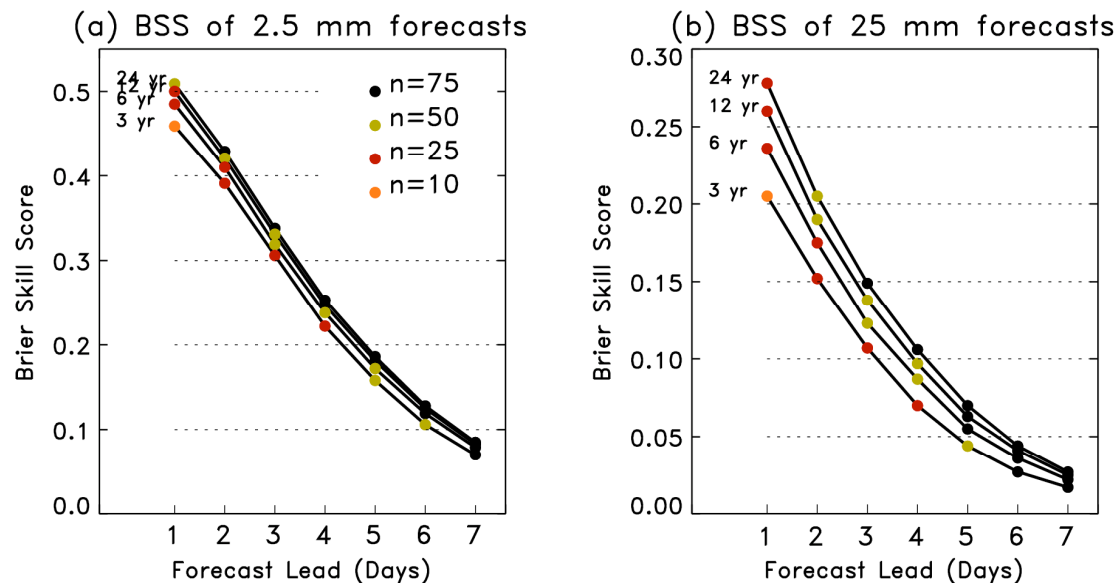 (a) BSS of 2.5 mm forecasts
Brier Skill Score
0.5
0.4
0.3
0.2
0.1
0.0
24 yr
12 yr
6 yr
3 yr
n=75
n=50
n=25
n=10
1 2 3 4 5 6 7
Forecast Lead (Days)
(b) BSS of 25 mm forecasts
Brier Skill Score
0.30
0.25
0.20
0.15
0.10
0.05
0.00
24 yr
12 yr
6 yr
3 yr
1 2 3 4 5 6 7
Forecast Lead (Days)